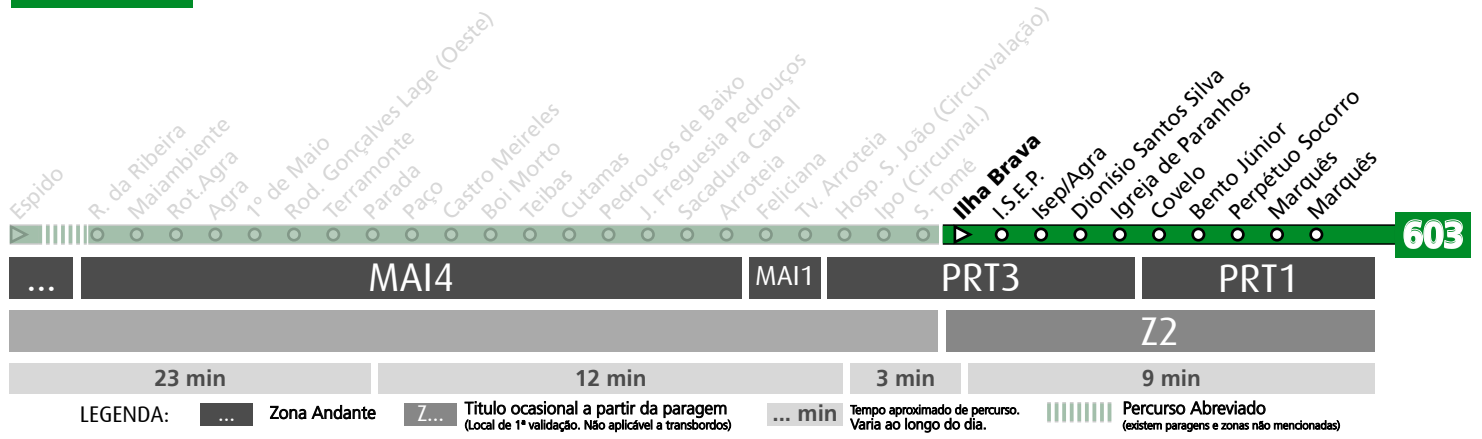 Espido
R. da Ribeira
Maiambiente
Rot.Agra
Agra
1º de Maio
Rod. Gonçalves Lage (Oeste)
Terramonte
Parada
Paço
Castro Meireles
Boi Morto
Teibas
Cutamas
Pedrouços de Baixo
J. Freguesia Pedrouços
Sacadura Cabral
Arroteia
Feliciana
Tv. Arroteia
Hosp. S. João (Circunvalação)
Ipo (Circunval.)
S. Tomé
Ilha Brava
I.S.E.P.
Isep/Agra
Dionísio Santos Silva
Igreja de Paranhos
Covelo
Bento Júnior
Perpétuo Socorro
Marquês
Marquês
603
... MAI4 MAI1 PRT3 PRT1
Z2
23 min 12 min 3 min 9 min
LEGENDA: ... Zona Andante Z... Titulo ocasional a partir da paragem
(Local de 1ª validação. Não aplicável a transbordos)
... min Tempo aproximado de percurso.
Varia ao longo do dia.
Percurso Abreviado
(existem paragens e zonas não mencionadas)